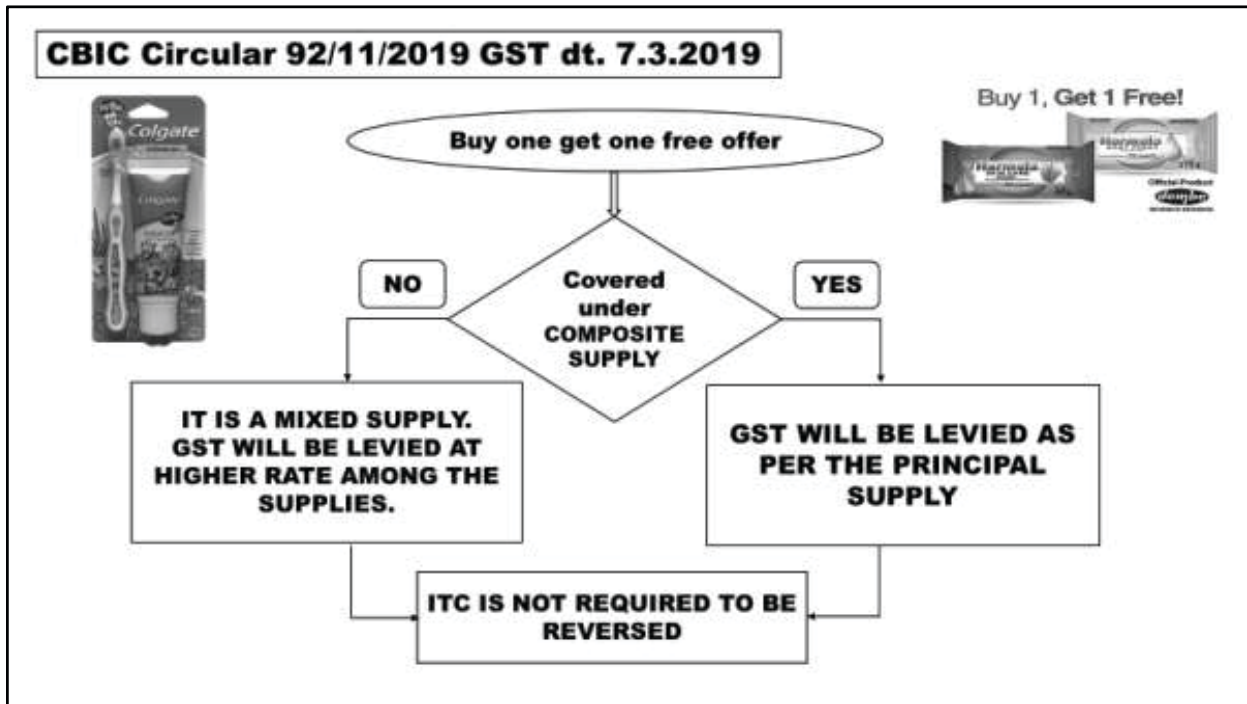 CBIC Circular 92/11/2019 GST dt. 7.3.2019
Colgate
Colgate
Buy 1, Get 1 Free!
Buy one get one free offer
Official Product
NO
Covered
under
COMPOSITE
SUPPLY
YES
IT IS A MIXED SUPPLY.
GST WILL BE LEVIED AT
HIGHER RATE AMONG THE
SUPPLIES.
GST WILL BE LEVIED AS
PER THE PRINCIPAL
SUPPLY
ITC IS NOT REQUIRED TO BE
REVERSED